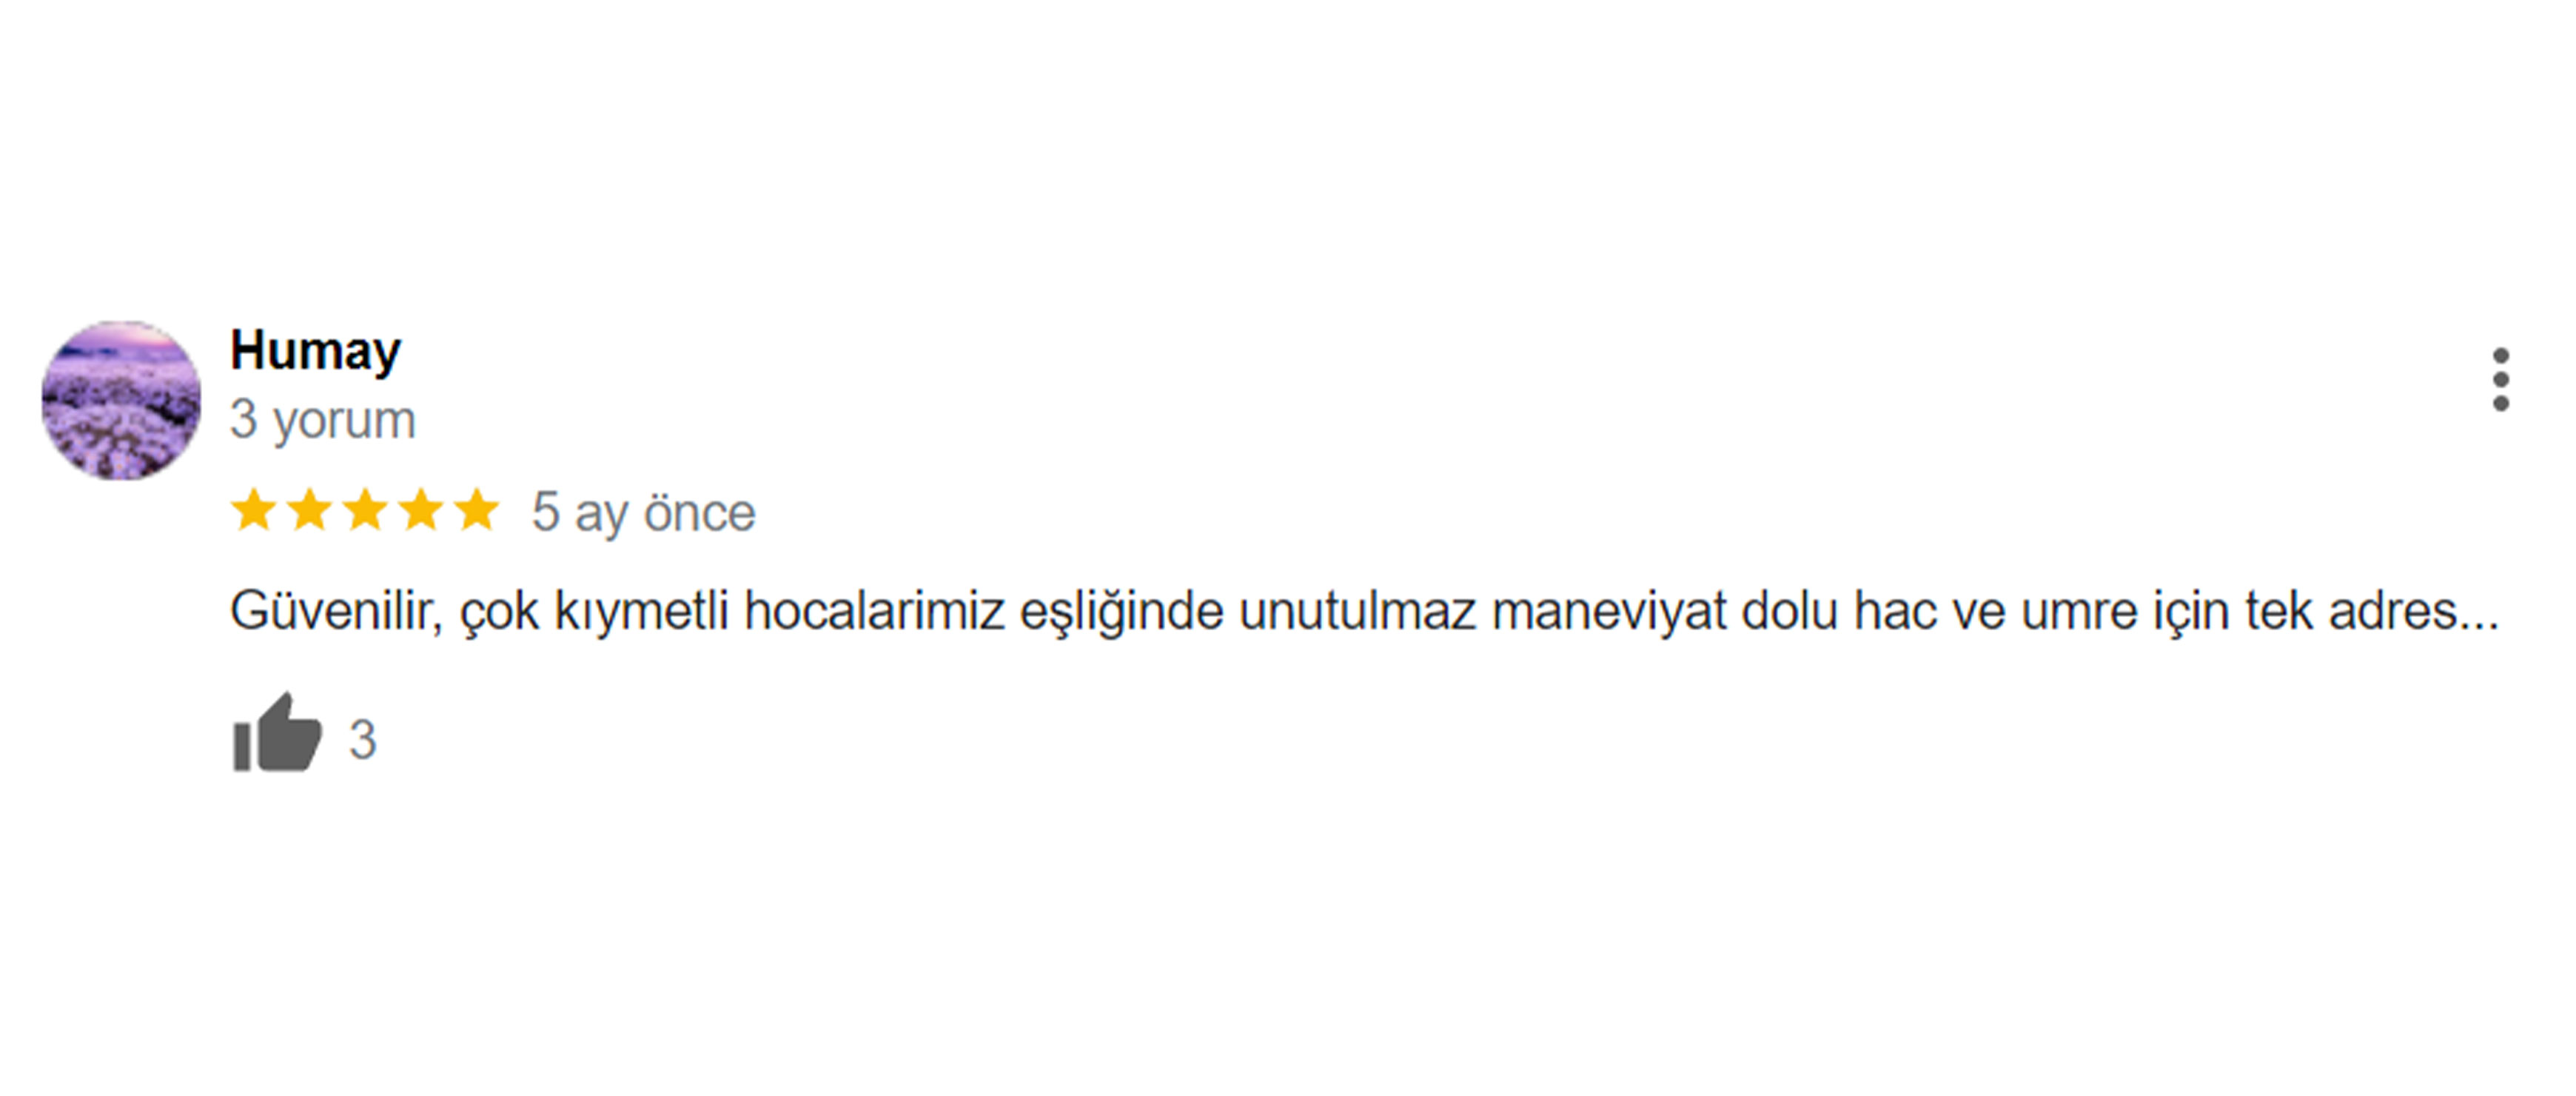 Humay
3 yorum
5 ay önce
Güvenilir, çok kıymetli hocalarimiz eşliğinde unutulmaz maneviyat dolu hac ve umre için tek adres...
3